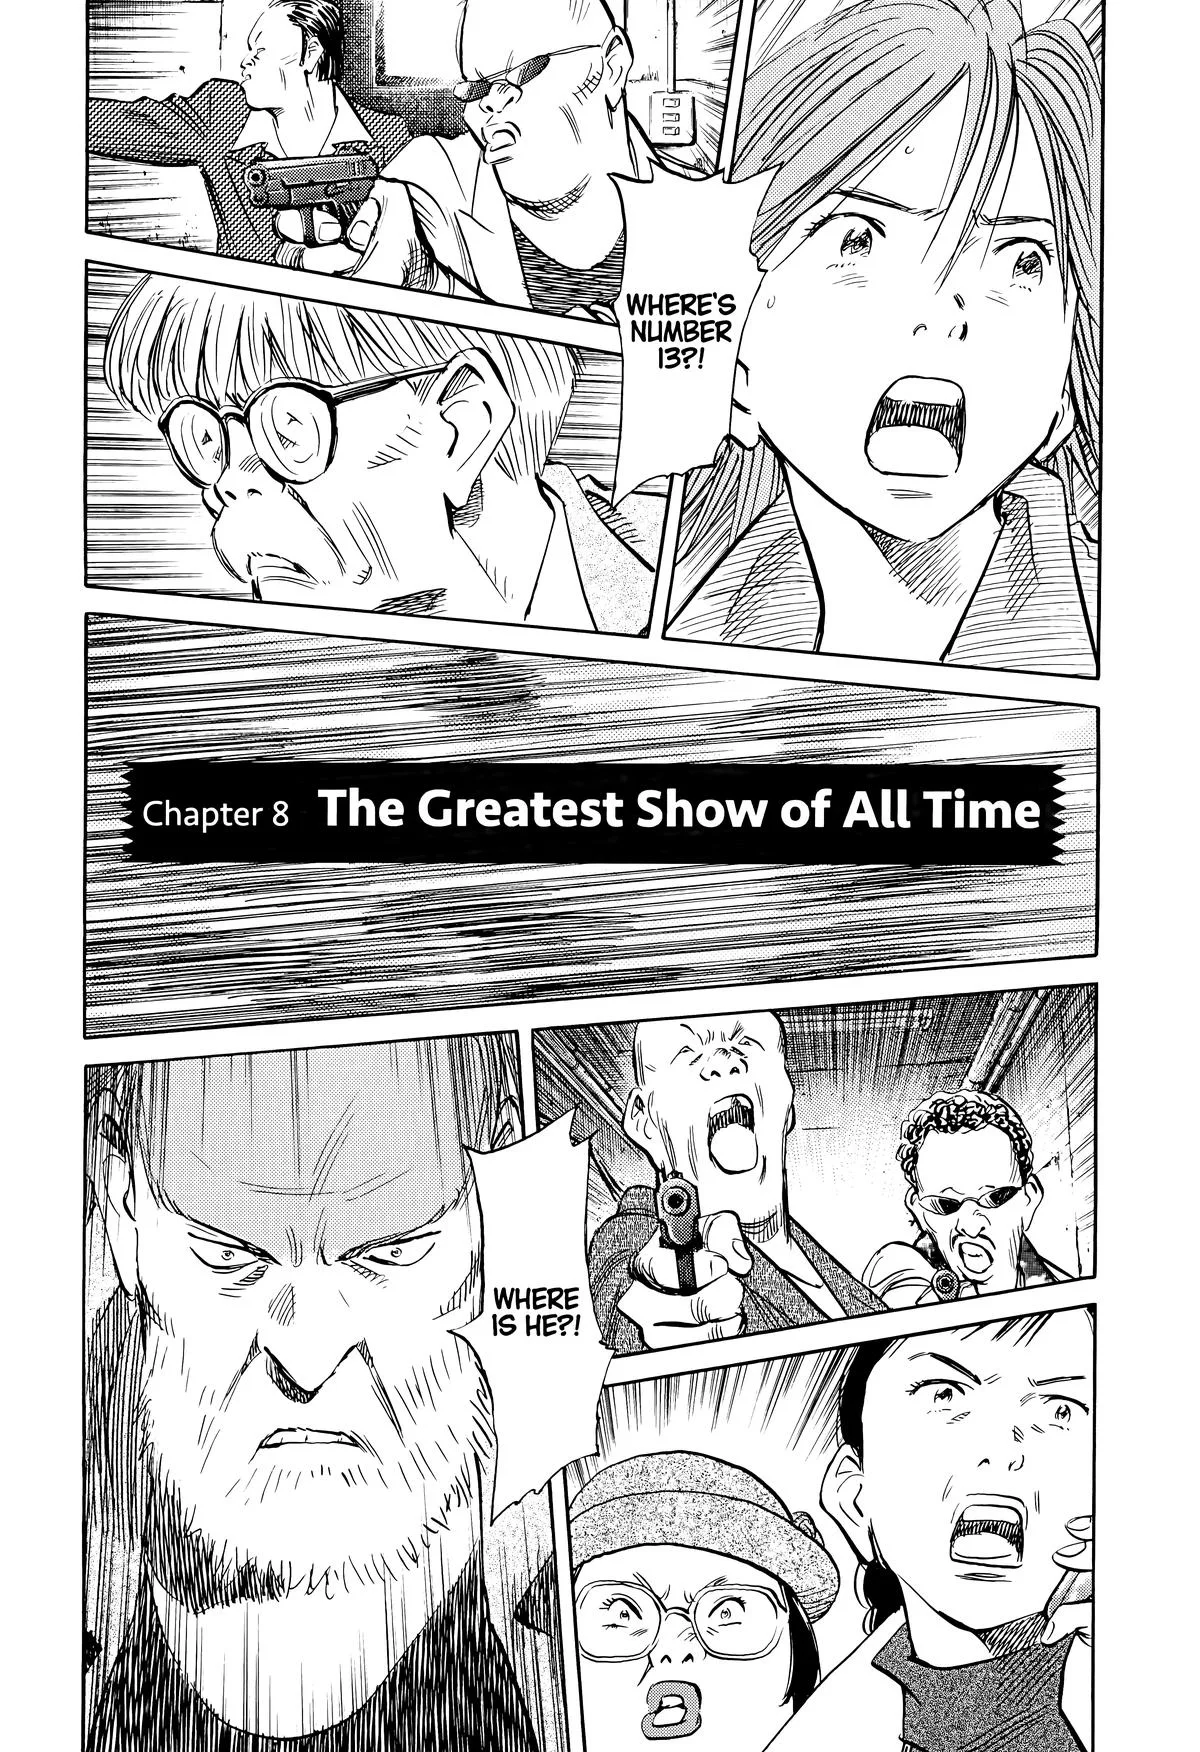 WHERE'S
NUMBER
13?!
Chapter 8 The Greatest Show of All Time
WHERE
IS HE?!